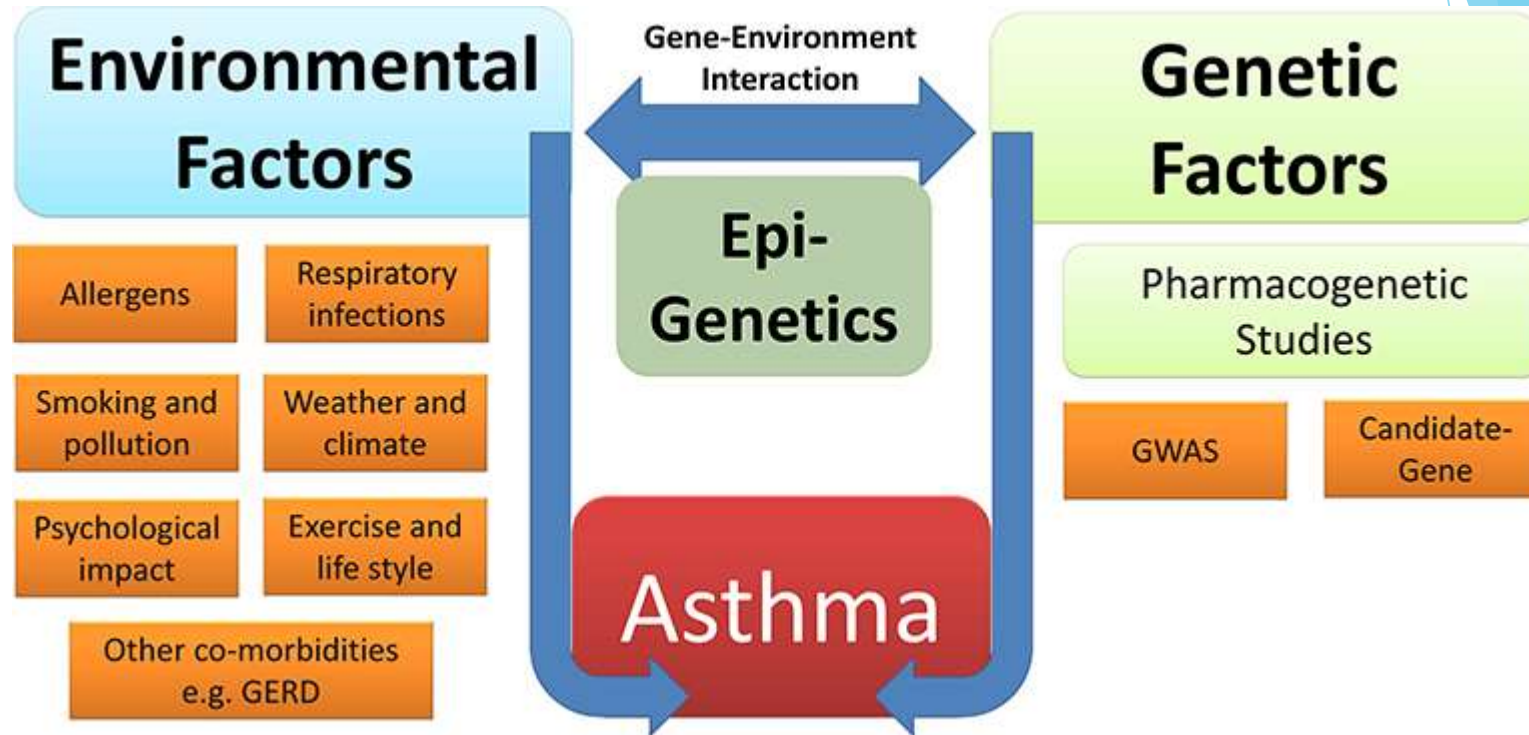 Environmental
Factors
Gene-Environment
Interaction
Genetic
Factors
Epi-
Genetics
Allergens
Respiratory
infections
Smoking and
pollution
Weather and
climate
Psychological
impact
Exercise and
life style
Other co-morbidities
e.g. GERD
Pharmacogenetic
Studies
GWAS
Candidate-
Gene
Asthma